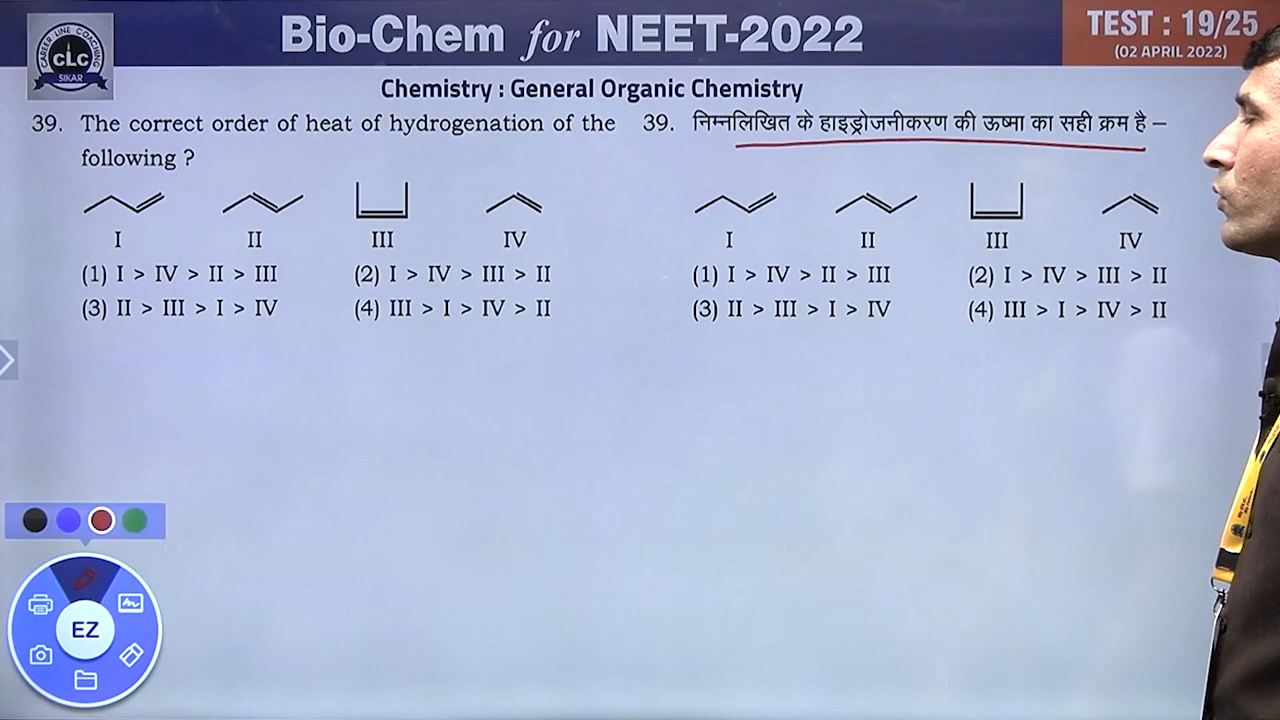 CAREER LINE COACHING
CLC
SIKAR
Bio-Chem for NEET-2022
TEST : 19/25
(02 APRIL 2022)
Chemistry : General Organic Chemistry
39. The correct order of heat of hydrogenation of the
following ?
I II III IV
(1) I > IV > II > III (2) I > IV > III > II
(3) II > III > I > IV (4) III > I > IV > II
39. निम्नलिखित के हाइड्रोजनीकरण की ऊष्मा का सही क्रम है –
I II III IV
(1) I > IV > II > III (2) I > IV > III > II
(3) II > III > I > IV (4) III > I > IV > II
EZ